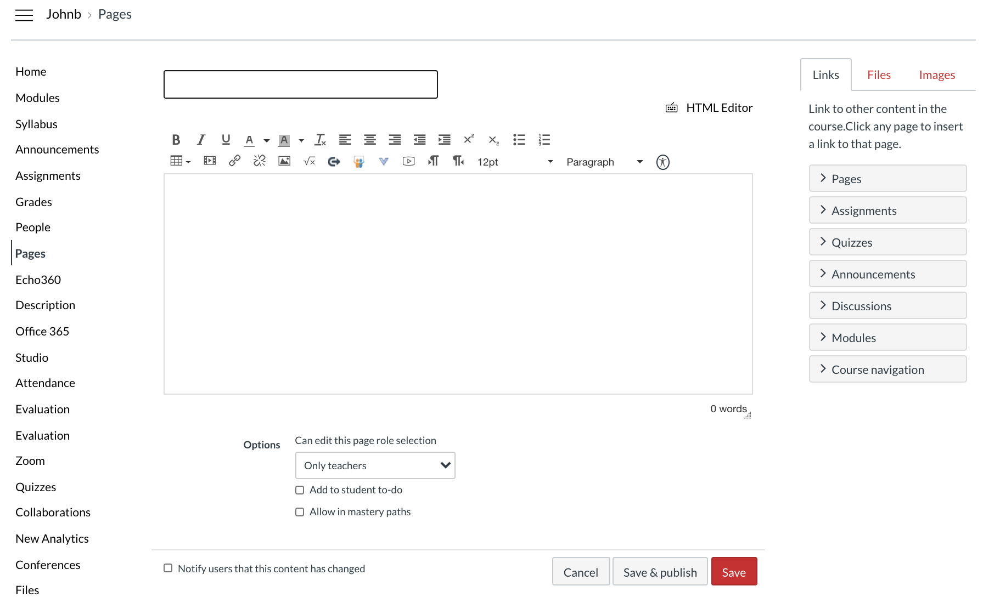 Johnb > Pages
Home
Modules
Syllabus
Announcements
Assignments
Grades
People
Pages
Echo360
Description
Office 365
Studio
Attendance
Evaluation
Evaluation
Zoom
Quizzes
Collaborations
New Analytics
Conferences
Files
HTML Editor
B I U A A Ix x² x₂
√x 12pt Paragraph
0 words
Options
Can edit this page role selection
Only teachers
Add to student to-do
Allow in mastery paths
Notify users that this content has changed
Cancel Save & publish Save
Links Files Images
Link to other content in the
course.Click any page to insert
a link to that page.
Pages
Assignments
Quizzes
Announcements
Discussions
Modules
Course navigation